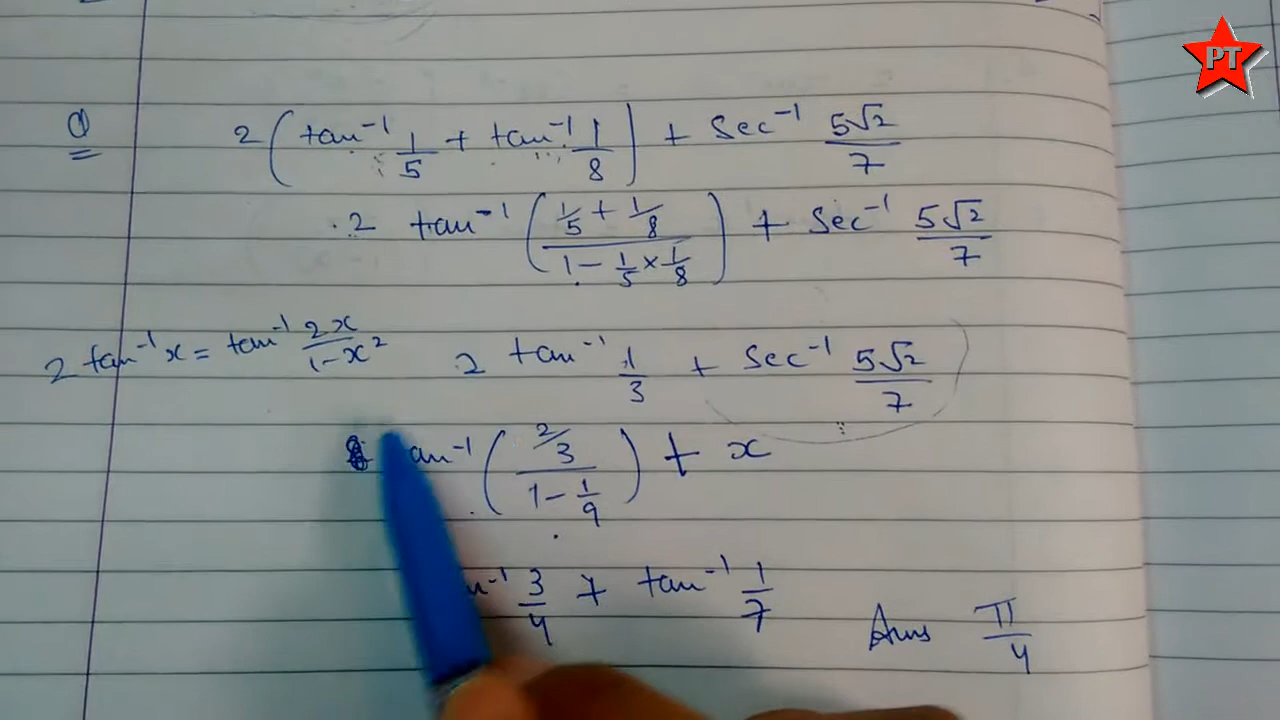 PT
Q 2 (tan⁻¹ 1/5 + tan⁻¹ 1/8) + Sec⁻¹ 5√2/7
2 tan⁻¹ ((1/5 + 1/8)/(1 - 1/5 × 1/8)) + Sec⁻¹ 5√2/7
2 tan⁻¹ x = tan⁻¹ 2x/1-x² 2 tan⁻¹ 1/3 + Sec⁻¹ 5√2/7
tan⁻¹ ((2/3)/(1 - 1/9)) + x
3/4 + tan⁻¹ 1/7 Ans π/4